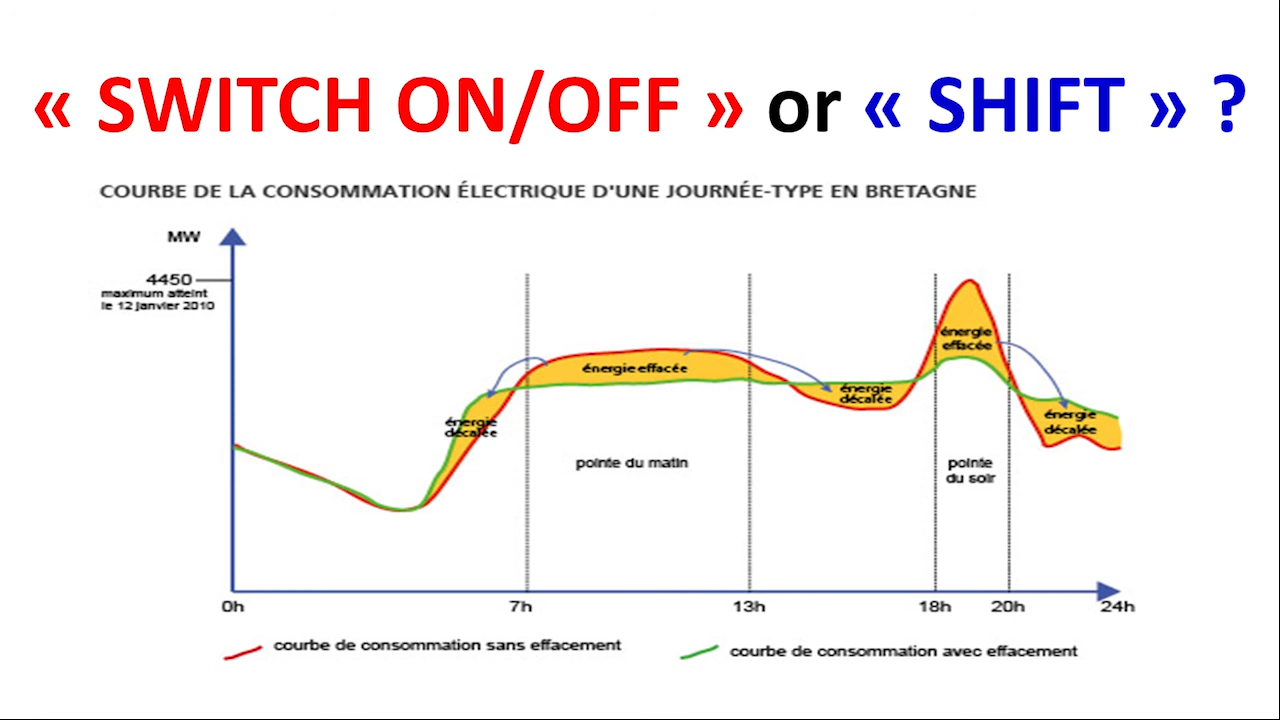 « SWITCH ON/OFF » or « SHIFT » ?
COURBE DE LA CONSOMMATION ÉLECTRIQUE D'UNE JOURNÉE-TYPE EN BRETAGNE
MW
4450
maximum atteint
le 12 janvier 2010
énergie effacée
énergie
décalée
énergie
décalée
énergie
effacée
énergie
décalée
pointe du matin
pointe
du soir
0h 7h 13h 18h 20h 24h
courbe de consommation sans effacement
courbe de consommation avec effacement